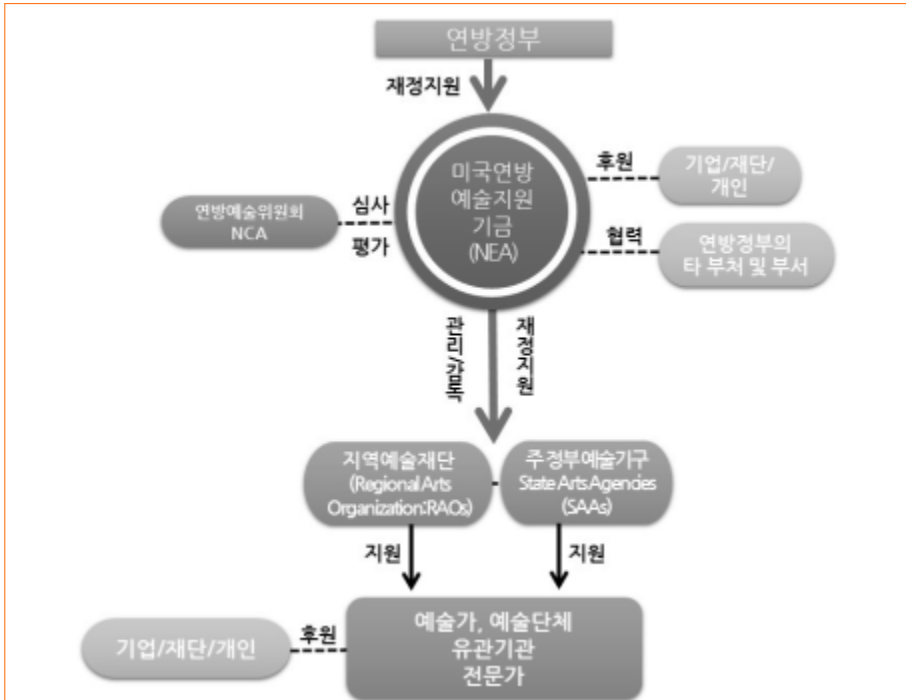 연방정부
재정지원
미국연방
예술지원
기금
(NEA)
후원
기업/재단/
개인
심사
평가
연방예술위원회
NCA
협력
연방정부의
타 부처 및 부서
관리/감독
재정지원
지역예술재단
(Regional Arts
Organization:RAOs)
주정부예술기구
State Arts Agencies
(SAAs)
지원
지원
예술가, 예술단체
유관기관
전문가
후원
기업/재단/개인